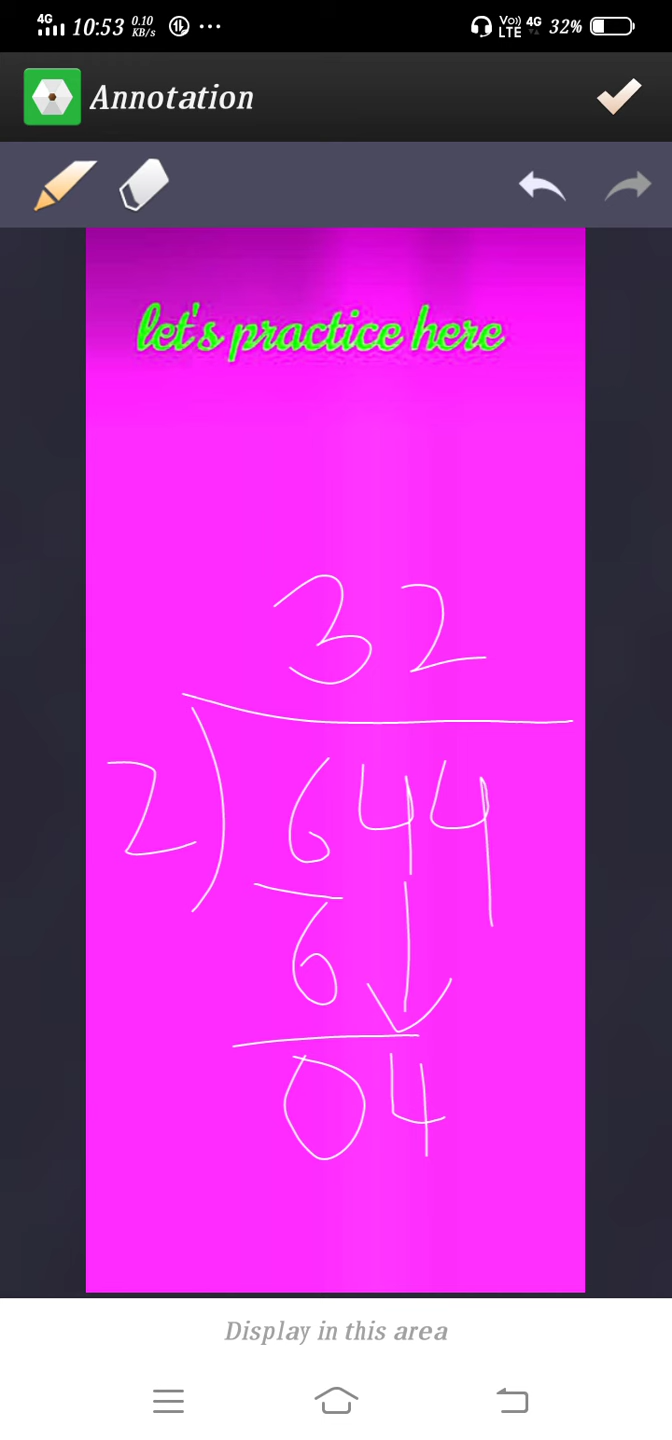 4G 10:53 0.10 KB/s ... Vo) LTE 4G 32%
Annotation
let's practice here
32
2) 644
6
04
Display in this area